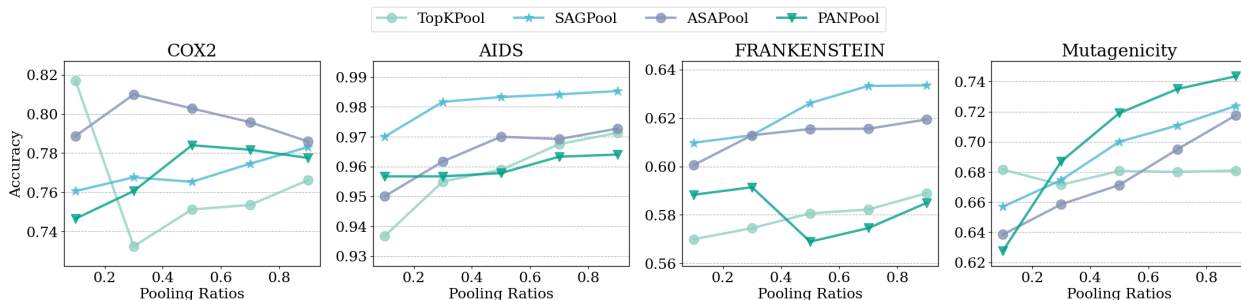 TopKPool SAGPool ASAPool PANPool
COX2
Accuracy
0.82
0.80
0.78
0.76
0.74
0.2 0.4 0.6 0.8
Pooling Ratios
AIDS
0.99
0.98
0.97
0.96
0.95
0.94
0.93
0.2 0.4 0.6 0.8
Pooling Ratios
FRANKENSTEIN
0.64
0.62
0.60
0.58
0.56
0.2 0.4 0.6 0.8
Pooling Ratios
Mutagenicity
0.74
0.72
0.70
0.68
0.66
0.64
0.62
0.2 0.4 0.6 0.8
Pooling Ratios